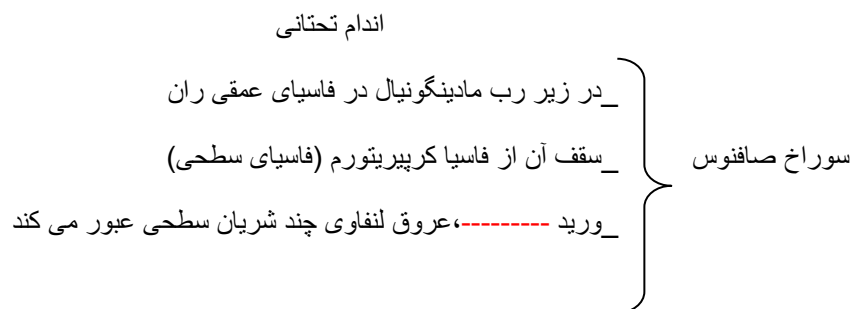 اندام تحتانی
_در زیر رب مادینگونیال در فاسیای عمقی ران
سوراخ صافنوس
_سقف آن از فاسیا کرپیریتورم (فاسیای سطحی)
_ورید ---------،عروق لنفاوی چند شریان سطحی عبور می کند